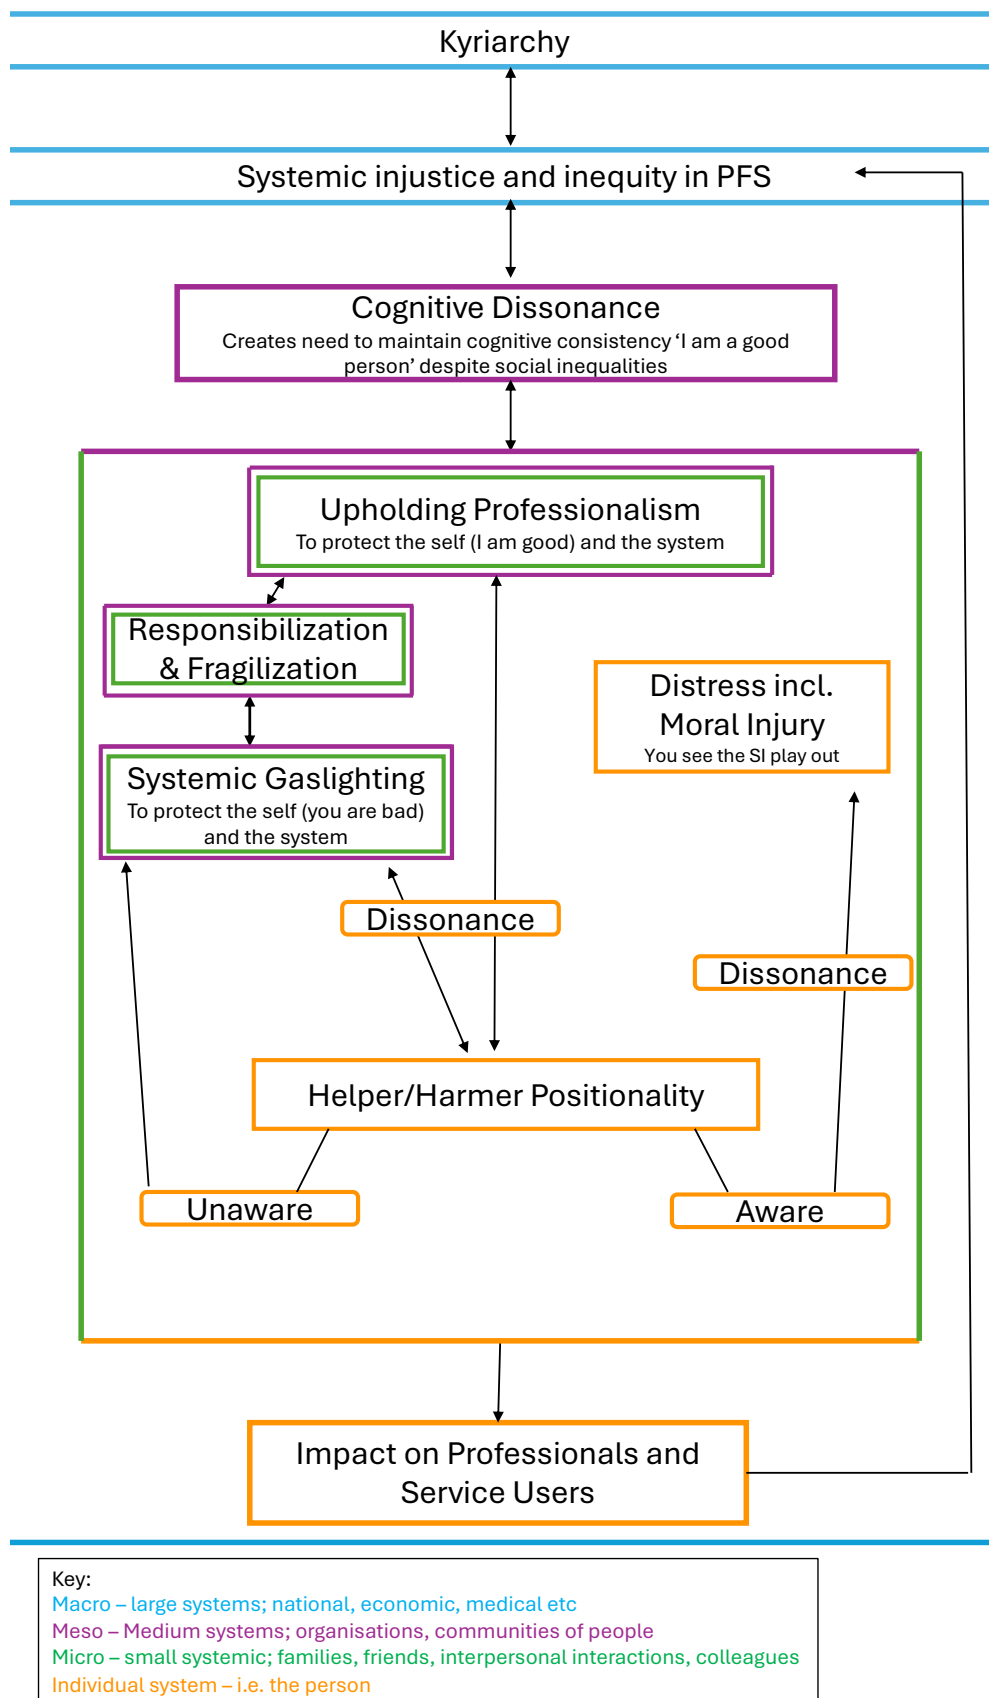 Kyriarchy
Systemic injustice and inequity in PFS
Cognitive Dissonance
Creates need to maintain cognitive consistency ‘I am a good
person’ despite social inequalities
Upholding Professionalism
To protect the self (I am good) and the system
Responsibilization
& Fragilization
Distress incl.
Moral Injury
You see the SI play out
Systemic Gaslighting
To protect the self (you are bad)
and the system
Dissonance
Dissonance
Helper/Harmer Positionality
Unaware
Aware
Impact on Professionals and
Service Users
Key:
Macro – large systems; national, economic, medical etc
Meso – Medium systems; organisations, communities of people
Micro – small systemic; families, friends, interpersonal interactions, colleagues
Individual system – i.e. the person